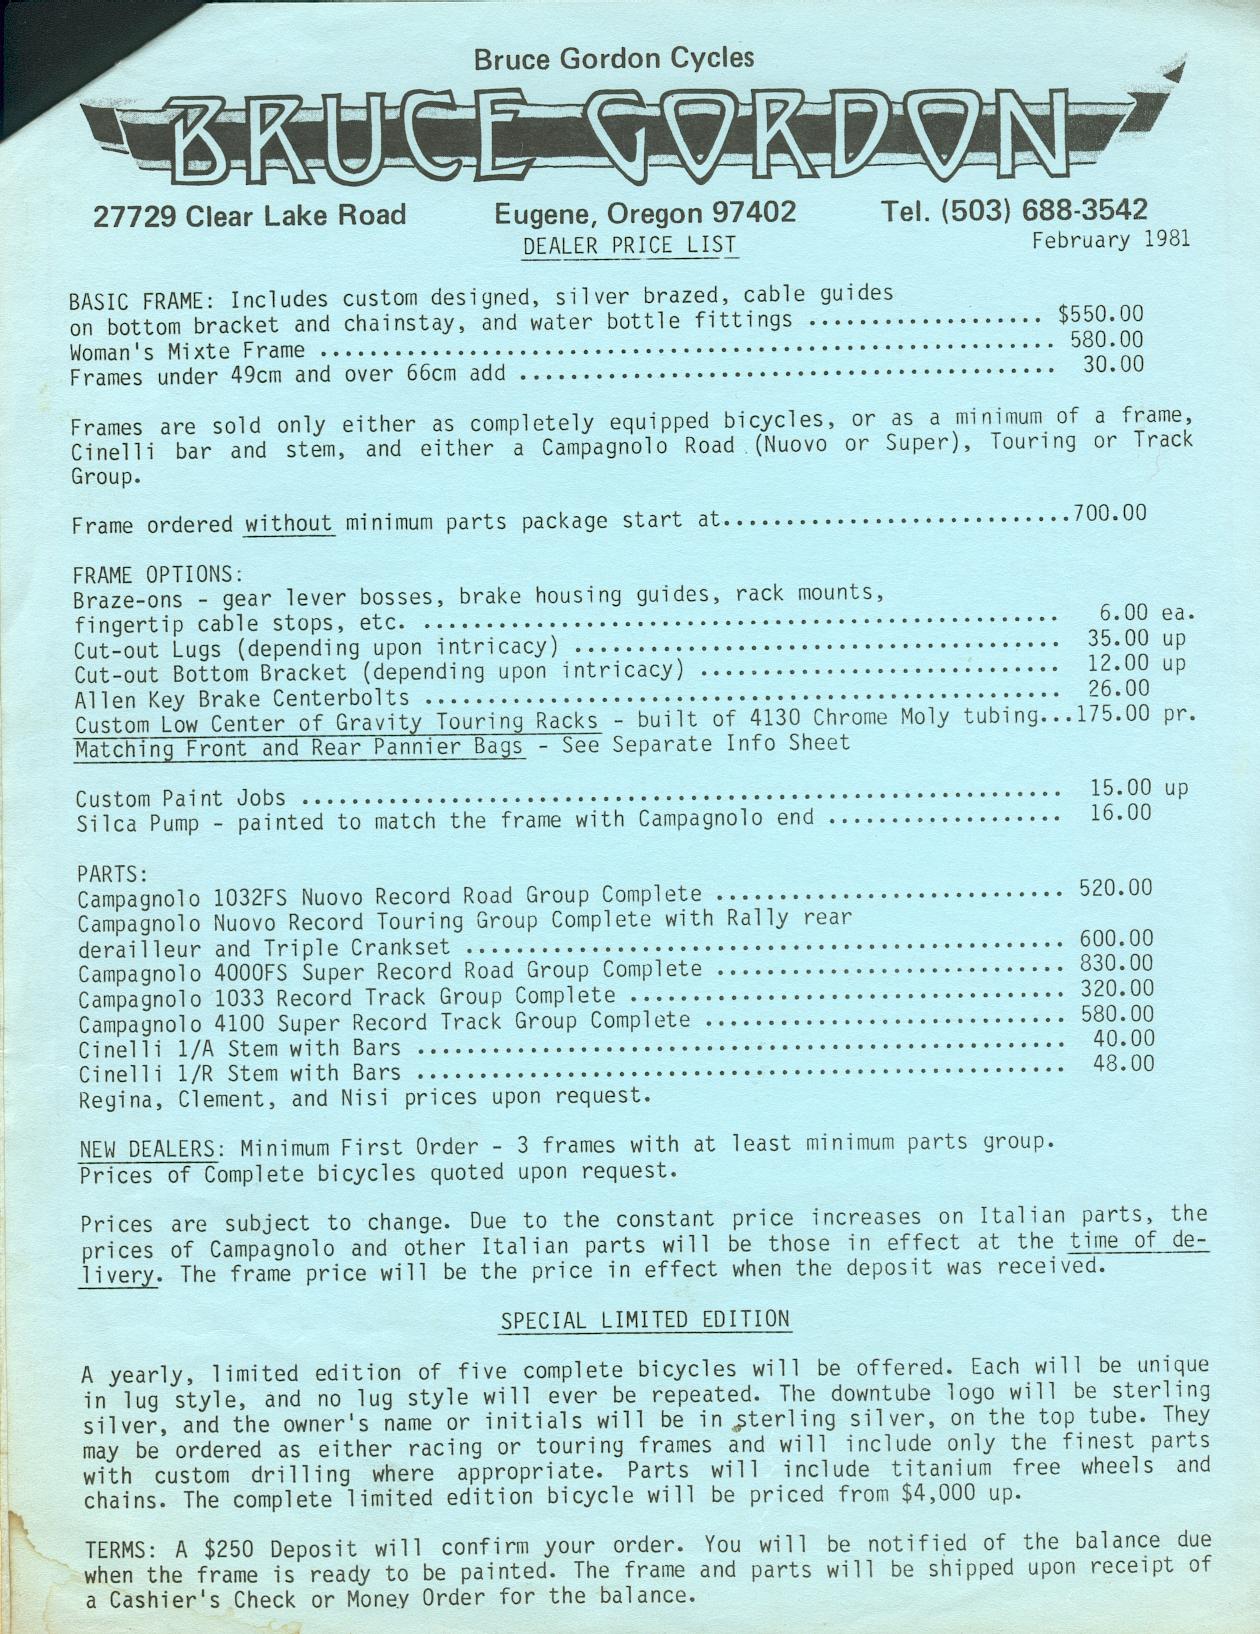 Bruce Gordon Cycles
BRUCE GORDON
27729 Clear Lake Road Eugene, Oregon 97402 Tel. (503) 688-3542
DEALER PRICE LIST February 1981
BASIC FRAME: Includes custom designed, silver brazed, cable guides
on bottom bracket and chainstay, and water bottle fittings ................... $550.00
Woman's Mixte Frame .......................................................... 580.00
Frames under 49cm and over 66cm add .......................................... 30.00
Frames are sold only either as completely equipped bicycles, or as a minimum of a frame,
Cinelli bar and stem, and either a Campagnolo Road (Nuovo or Super), Touring or Track
Group.
Frame ordered without minimum parts package start at............................700.00
FRAME OPTIONS:
Braze-ons - gear lever bosses, brake housing guides, rack mounts,
fingertip cable stops, etc. .................................................. 6.00 ea.
Cut-out Lugs (depending upon intricacy) ...................................... 35.00 up
Cut-out Bottom Bracket (depending upon intricacy) ............................ 12.00 up
Allen Key Brake Centerbolts .................................................. 26.00
Custom Low Center of Gravity Touring Racks - built of 4130 Chrome Moly tubing...175.00 pr.
Matching Front and Rear Pannier Bags - See Separate Info Sheet
Custom Paint Jobs ............................................................ 15.00 up
Silca Pump - painted to match the frame with Campagnolo end .................. 16.00
PARTS:
Campagnolo 1032FS Nuovo Record Road Group Complete ........................... 520.00
Campagnolo Nuovo Record Touring Group Complete with Rally rear
derailleur and Triple Crankset ............................................... 600.00
Campagnolo 4000FS Super Record Road Group Complete ........................... 830.00
Campagnolo 1033 Record Track Group Complete .................................. 320.00
Campagnolo 4100 Super Record Track Group Complete ............................ 580.00
Cinelli 1/A Stem with Bars ................................................... 40.00
Cinelli 1/R Stem with Bars ................................................... 48.00
Regina, Clement, and Nisi prices upon request.
NEW DEALERS: Minimum First Order - 3 frames with at least minimum parts group.
Prices of Complete bicycles quoted upon request.
Prices are subject to change. Due to the constant price increases on Italian parts, the
prices of Campagnolo and other Italian parts will be those in effect at the time of de-
livery. The frame price will be the price in effect when the deposit was received.
SPECIAL LIMITED EDITION
A yearly, limited edition of five complete bicycles will be offered. Each will be unique
in lug style, and no lug style will ever be repeated. The downtube logo will be sterling
silver, and the owner's name or initials will be in sterling silver, on the top tube. They
may be ordered as either racing or touring frames and will include only the finest parts
with custom drilling where appropriate. Parts will include titanium free wheels and
chains. The complete limited edition bicycle will be priced from $4,000 up.
TERMS: A $250 Deposit will confirm your order. You will be notified of the balance due
when the frame is ready to be painted. The frame and parts will be shipped upon receipt of
a Cashier's Check or Money Order for the balance.